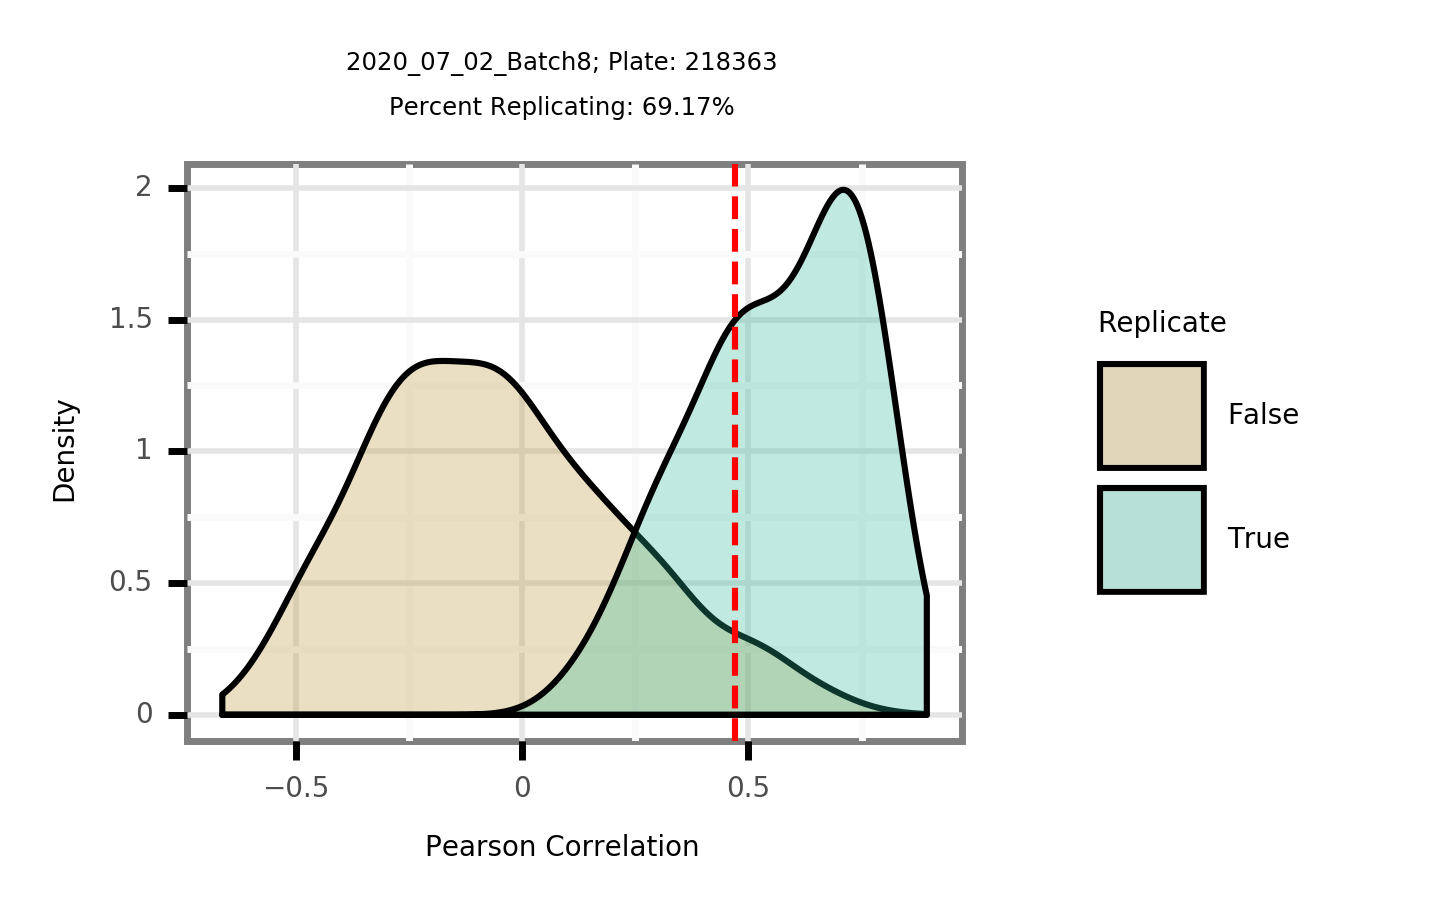 2020_07_02_Batch8; Plate: 218363
Percent Replicating: 69.17%
Density
2
1.5
1
0.5
0
−0.5 0 0.5
Pearson Correlation
Replicate
False
True